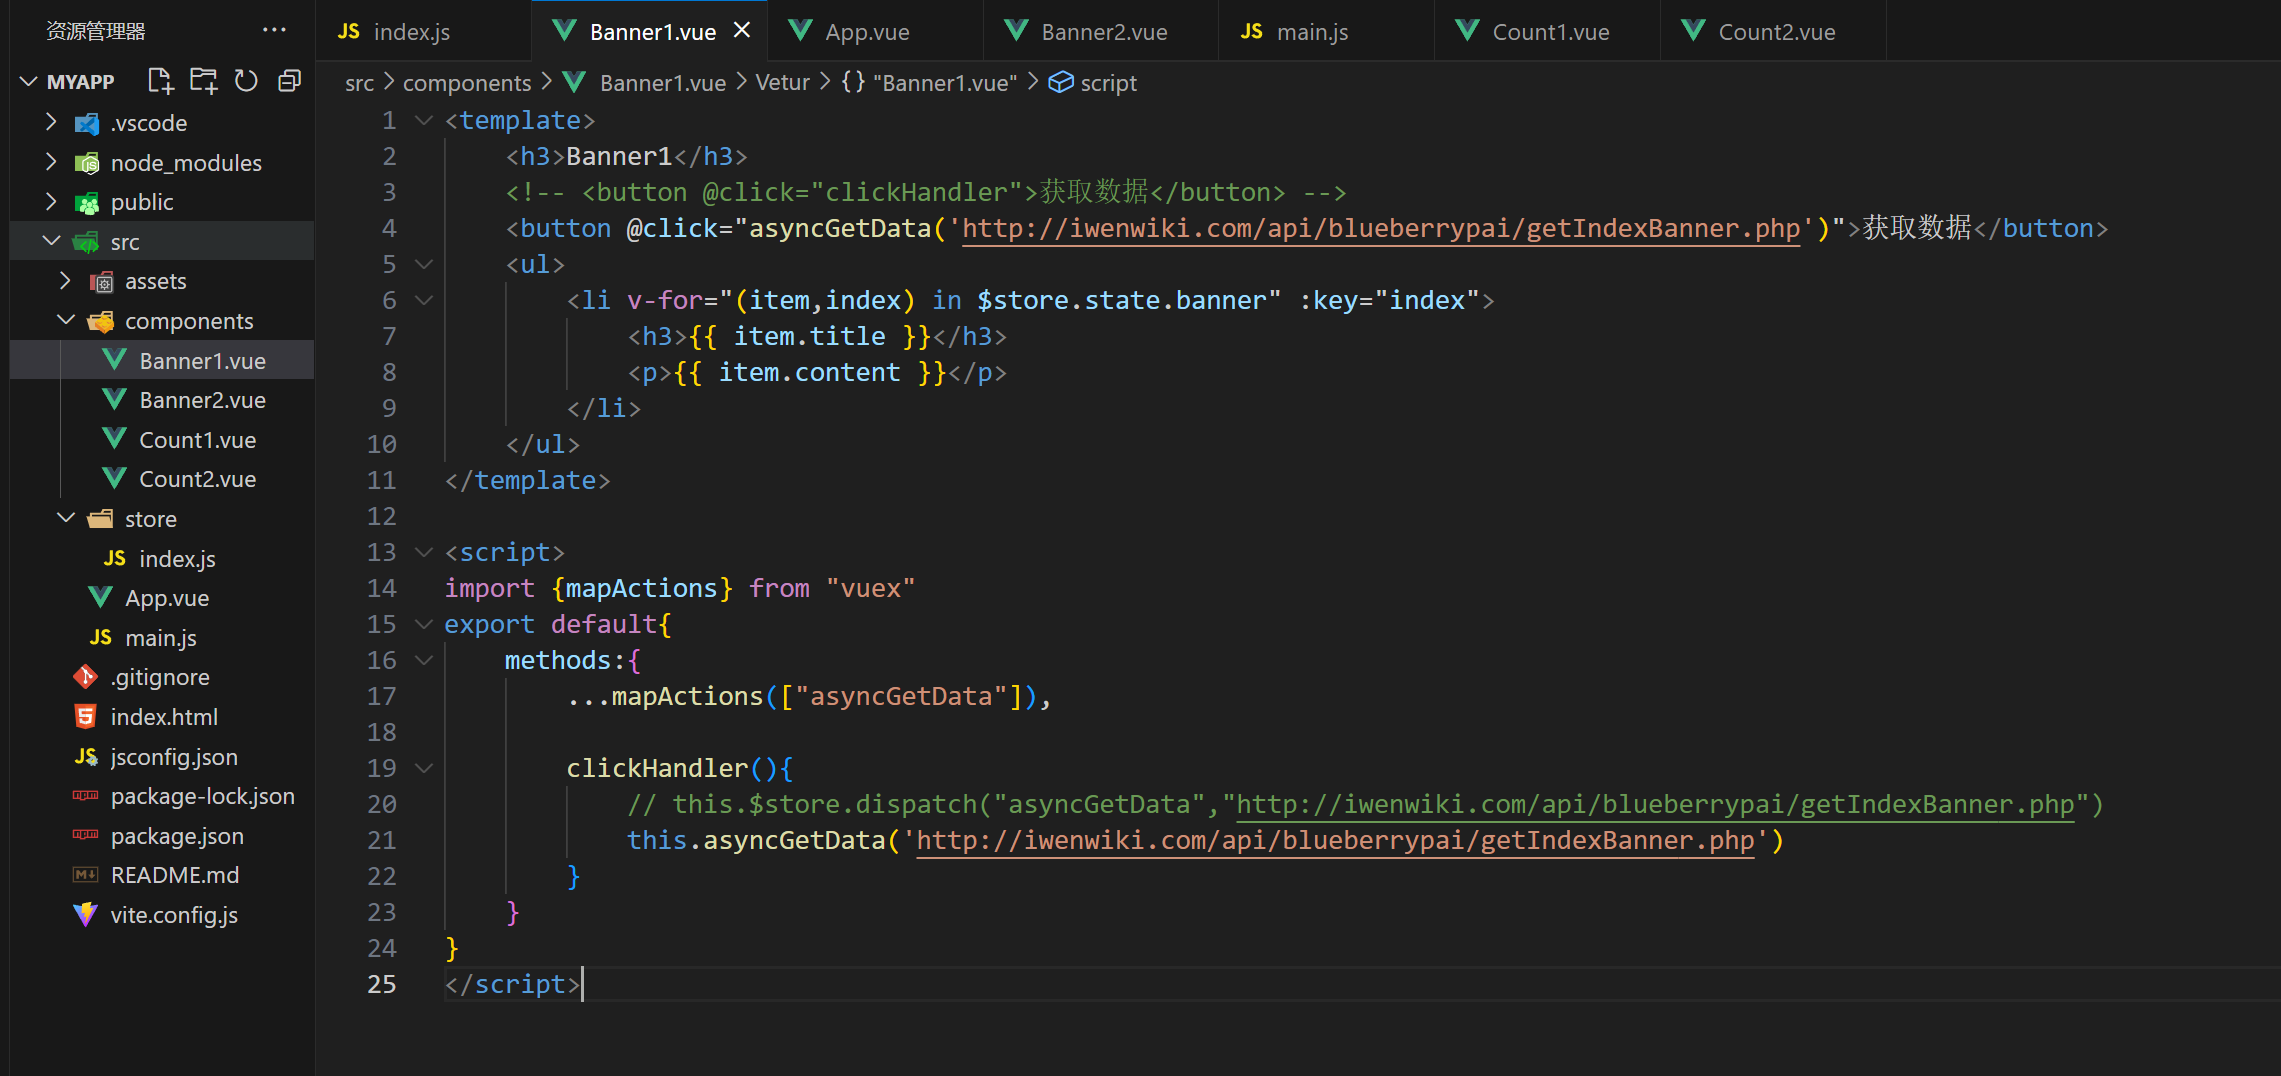 资源管理器 ···
MYAPP
.vscode
node_modules
public
src
assets
components
Banner1.vue
Banner2.vue
Count1.vue
Count2.vue
store
JS index.js
App.vue
JS main.js
.gitignore
index.html
JS jsconfig.json
package-lock.json
package.json
README.md
vite.config.js
JS index.js
Banner1.vue
App.vue
Banner2.vue
JS main.js
Count1.vue
Count2.vue
src > components > Banner1.vue > Vetur > {} "Banner1.vue" > script
1 <template>
2 <h3>Banner1</h3>
3 <!-- <button @click="clickHandler">获取数据</button> -->
4 <button @click="asyncGetData('http://iwenwiki.com/api/blueberrypai/getIndexBanner.php')">获取数据</button>
5 <ul>
6 <li v-for="(item,index) in $store.state.banner" :key="index">
7 <h3>{{ item.title }}</h3>
8 <p>{{ item.content }}</p>
9 </li>
10 </ul>
11 </template>
12
13 <script>
14 import {mapActions} from "vuex"
15 export default{
16 methods:{
17 ...mapActions(["asyncGetData"]),
18
19 clickHandler(){
20 // this.$store.dispatch("asyncGetData","http://iwenwiki.com/api/blueberrypai/getIndexBanner.php")
21 this.asyncGetData('http://iwenwiki.com/api/blueberrypai/getIndexBanner.php')
22 }
23 }
24 }
25 </script>